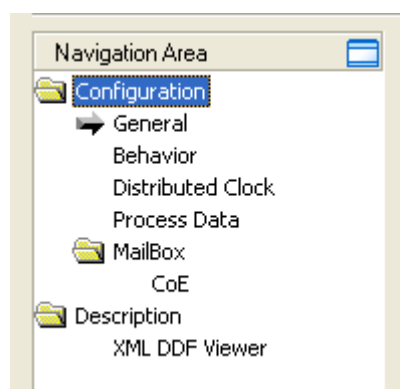 Navigation Area
Configuration
General
Behavior
Distributed Clock
Process Data
MailBox
CoE
Description
XML DDF Viewer